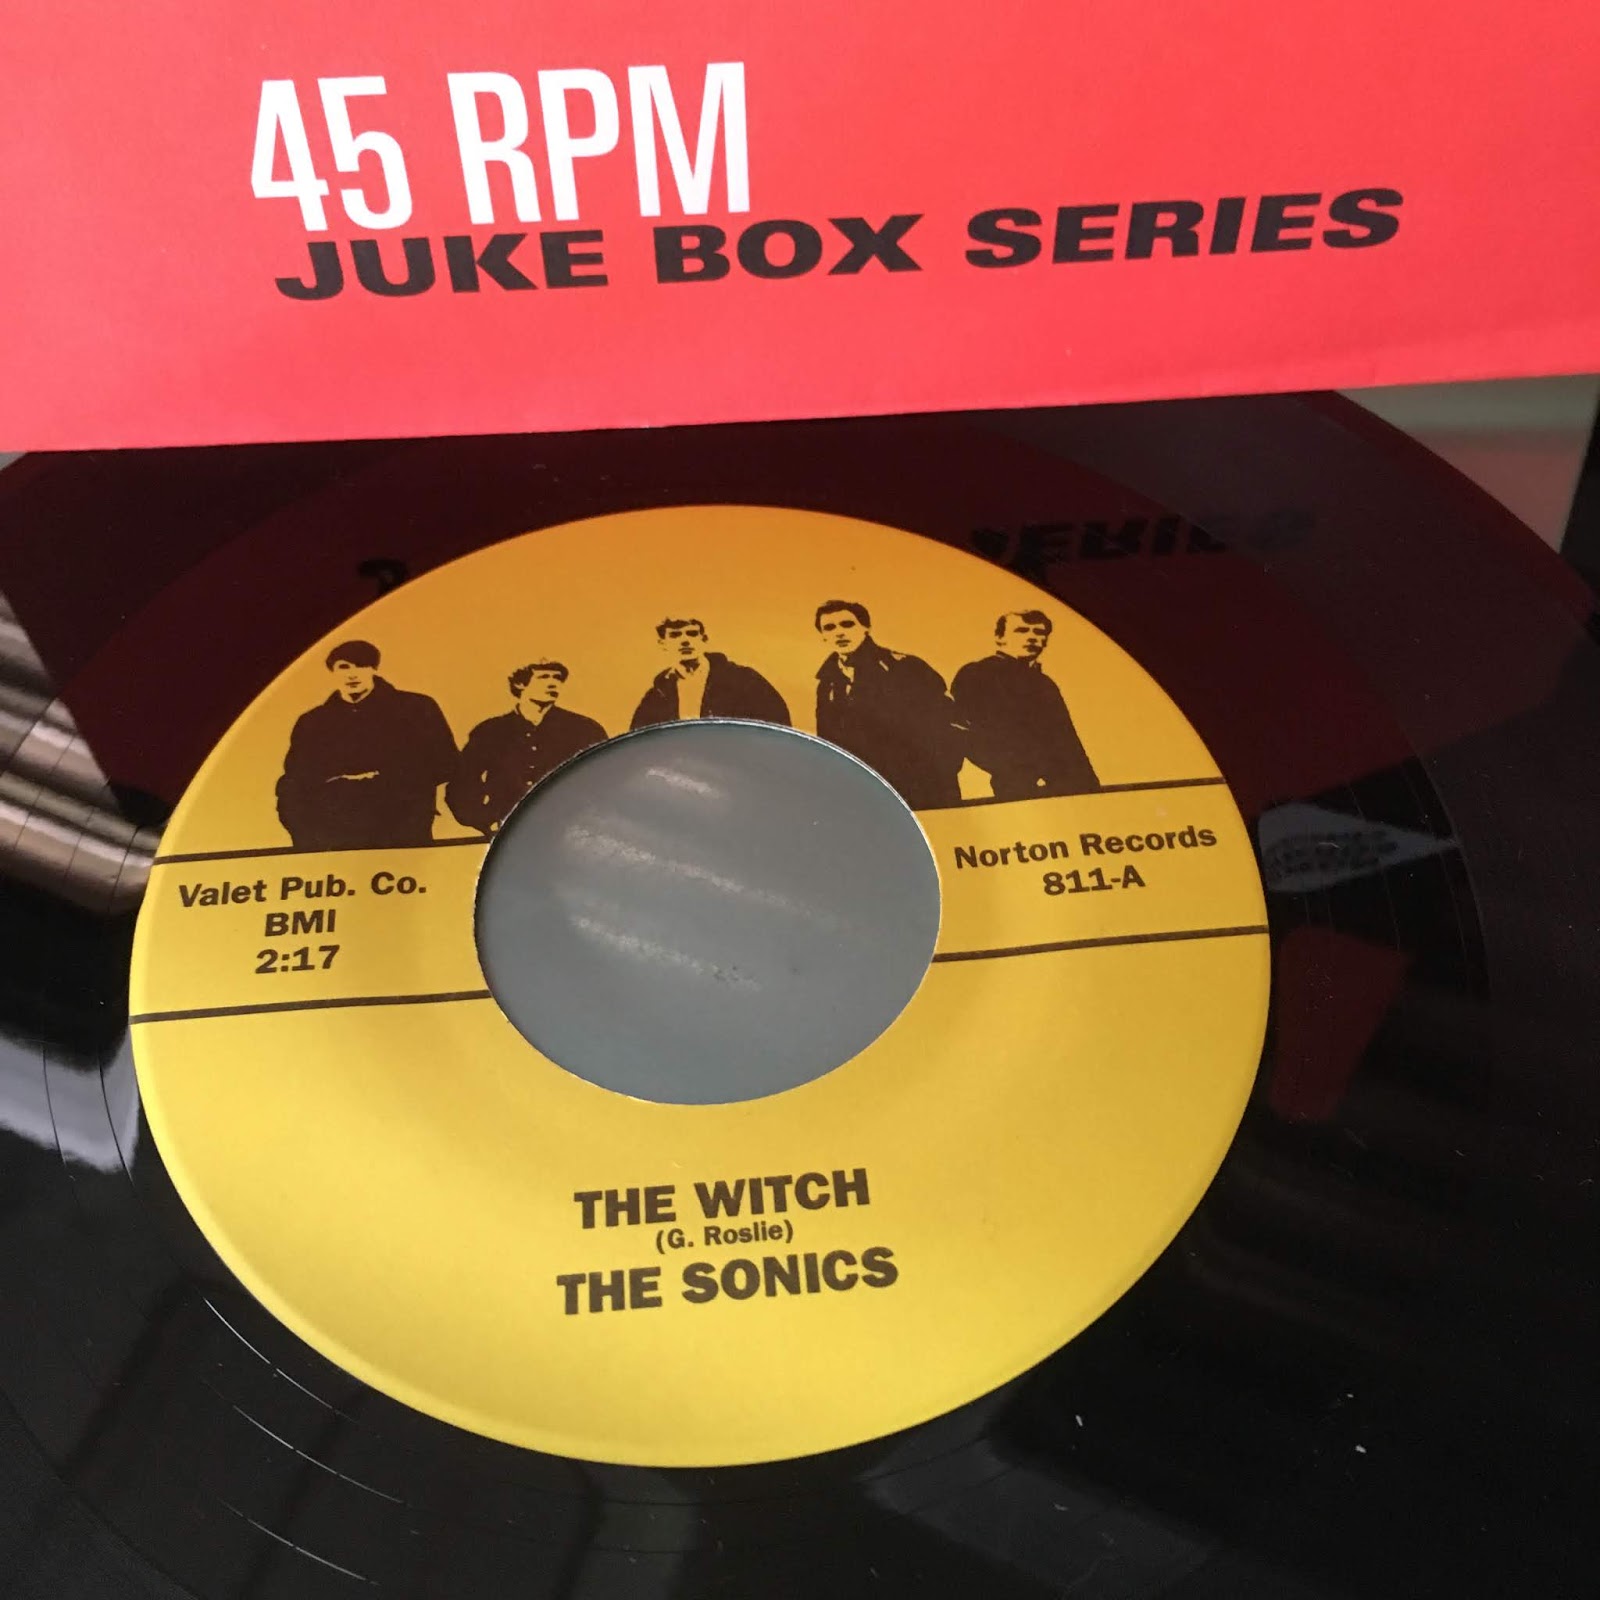 45 RPM
JUKE BOX SERIES
Valet Pub. Co.
BMI
2:17
Norton Records
811-A
THE WITCH
(G. Roslie)
THE SONICS